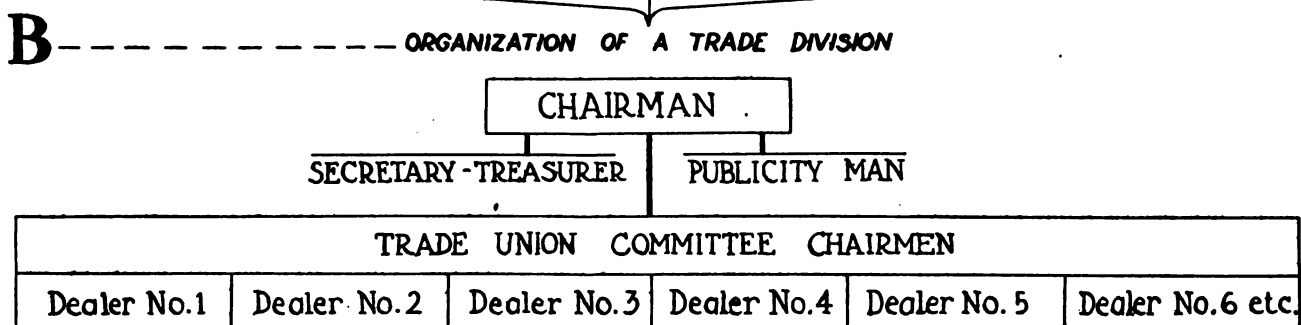 B ORGANIZATION OF A TRADE DIVISION
CHAIRMAN
SECRETARY-TREASURER PUBLICITY MAN
TRADE UNION COMMITTEE CHAIRMEN
Dealer No.1 Dealer No.2 Dealer No.3 Dealer No.4 Dealer No. 5 Dealer No.6 etc.